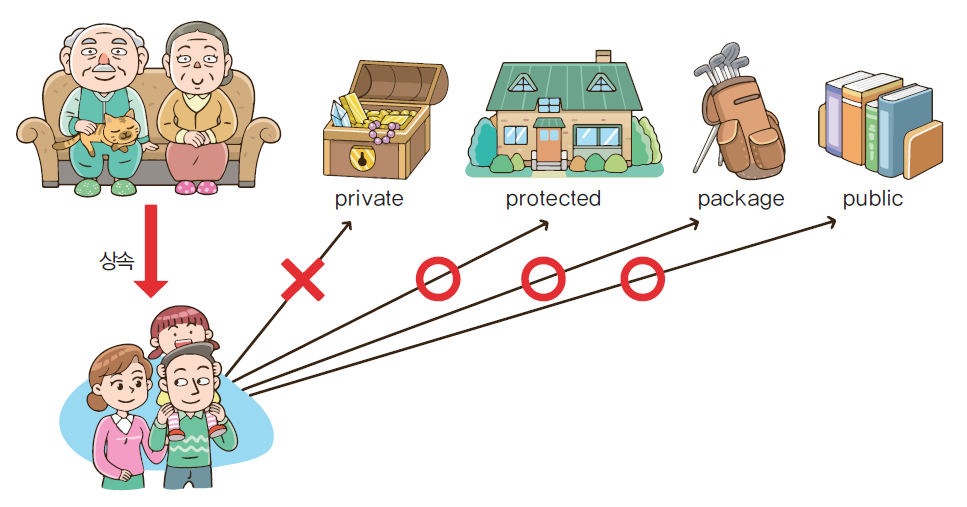 private
protected
package
public
상속